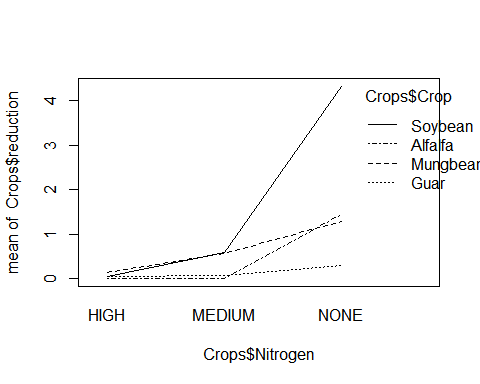 mean of  Crops$reduction
4
3
2
1
0
Crops$Crop
Soybean
Alfalfa
Mungbean
Guar
HIGH MEDIUM NONE
Crops$Nitrogen